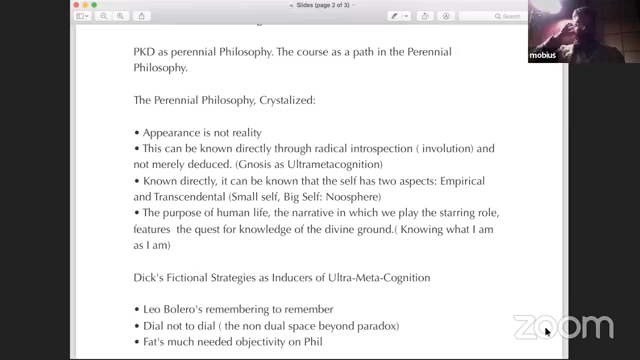 Slides (page 2 of 3)
Search
PKD as perennial Philosophy. The course as a path in the Perennial
Philosophy.
The Perennial Philosophy, Crystalized:
• Appearance is not reality
• This can be known directly through radical introspection ( involution) and
not merely deduced. (Gnosis as Ultrametacognition)
• Known directly, it can be known that the self has two aspects: Empirical
and Transcendental (Small self, Big Self: Noosphere)
• The purpose of human life, the narrative in which we play the starring role,
features the quest for knowledge of the divine ground.( Knowing what I am
as I am)
Dick's Fictional Strategies as Inducers of Ultra-Meta-Cognition
• Leo Bolero's remembering to remember
• Dial not to dial ( the non dual space beyond paradox)
• Fat's much needed objectivity on Phil
mobius
zoom